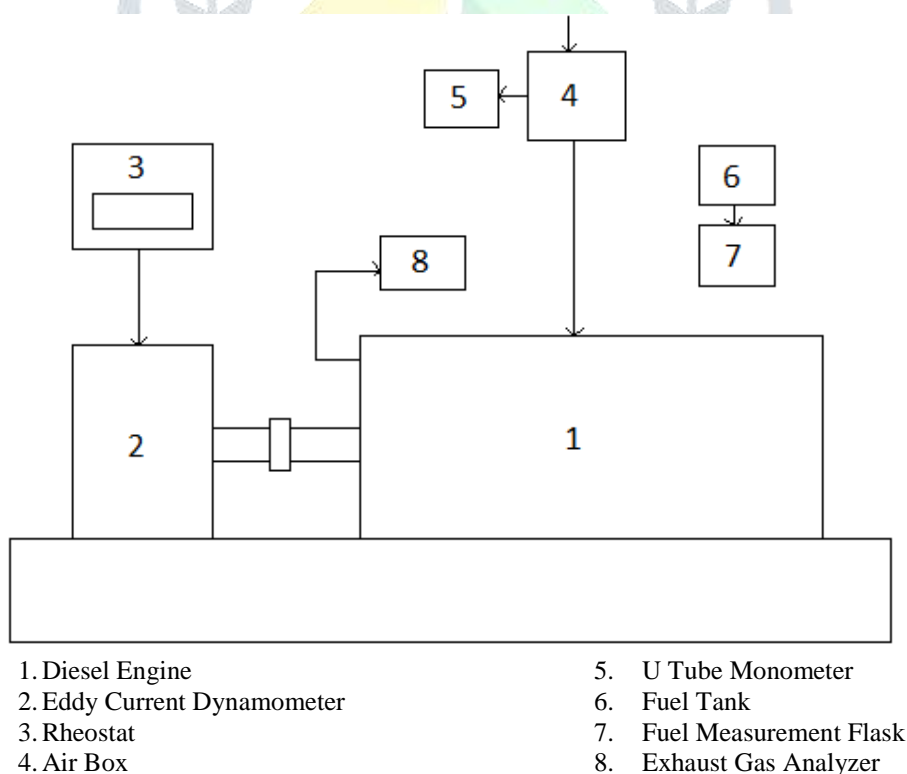 5
4
3
6
8
7
2
1
1. Diesel Engine
2. Eddy Current Dynamometer
3. Rheostat
4. Air Box
5. U Tube Monometer
6. Fuel Tank
7. Fuel Measurement Flask
8. Exhaust Gas Analyzer